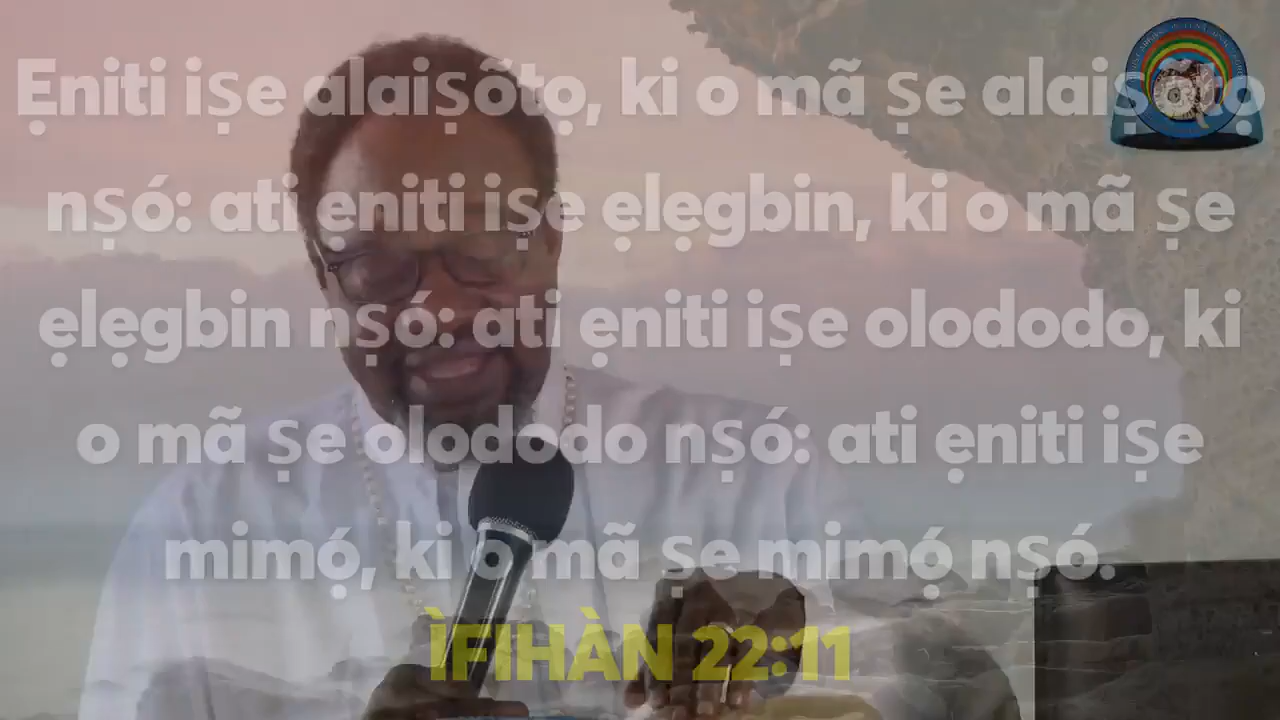 Ẹniti iṣe alaiṣõtọ, ki o mã ṣe alaiṣõtọ
nṣó: ati ẹniti iṣe ẹlẹgbin, ki o mã ṣe
ẹlẹgbin nṣó: ati ẹniti iṣe olododo, ki
o mã ṣe olododo nṣó: ati ẹniti iṣe
mimọ́, ki o mã ṣe mimọ́ nṣó.
ÌFIHÀN 22:11